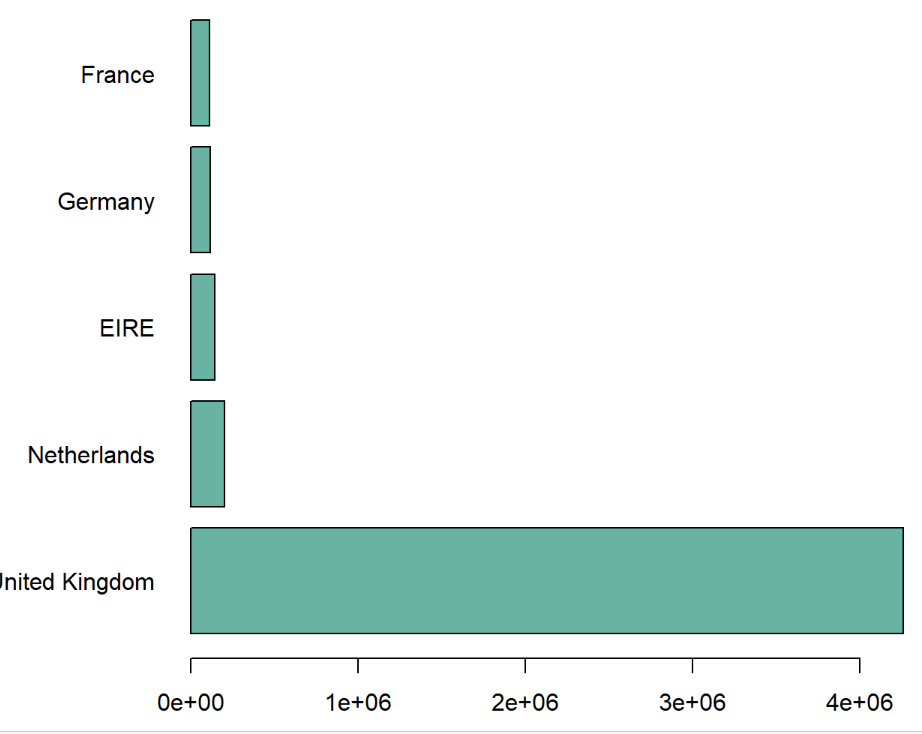 France
Germany
EIRE
Netherlands
United Kingdom
0e+00 1e+06 2e+06 3e+06 4e+06